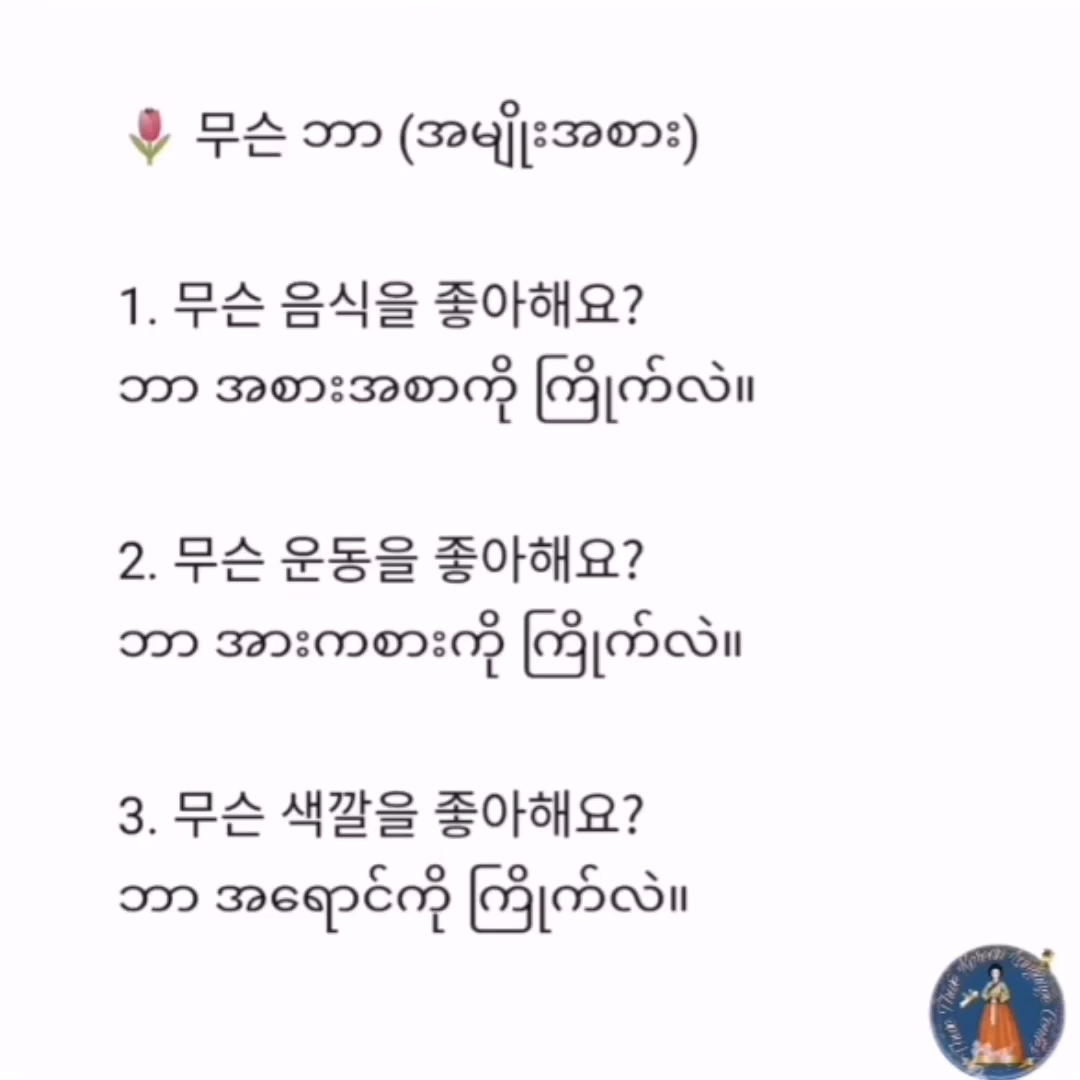 🌷 무슨 ဘာ (အမျိုးအစား)
1. 무슨 음식을 좋아해요?
ဘာ အစားအစာကို ကြိုက်လဲ။
2. 무슨 운동을 좋아해요?
ဘာ အားကစားကို ကြိုက်လဲ။
3. 무슨 색깔을 좋아해요?
ဘာ အရောင်ကို ကြိုက်လဲ။
Korean Language